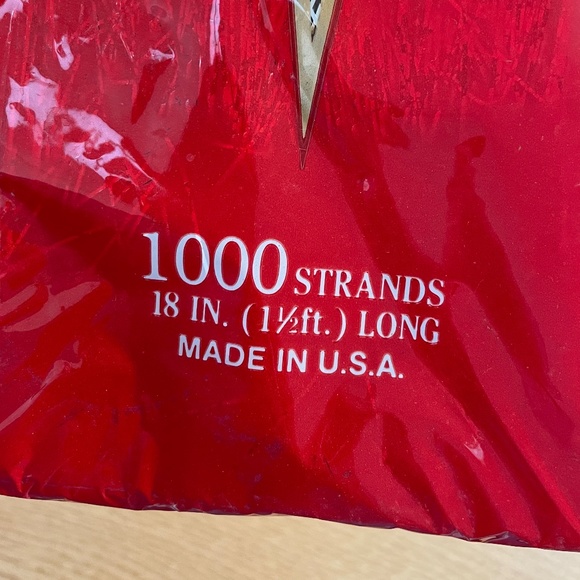 1000 STRANDS
18 IN. (1½ft.) LONG
MADE IN U.S.A.